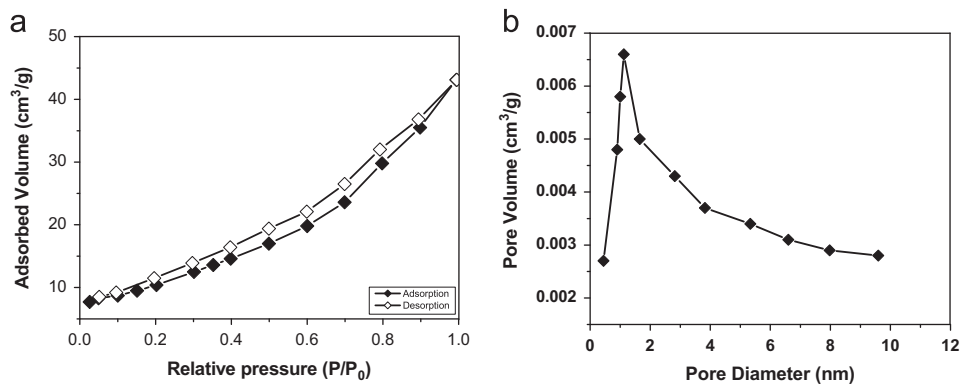 a
50
40
30
20
10
0.0 0.2 0.4 0.6 0.8 1.0
Adsorbed Volume (cm³/g)
Relative pressure (P/P₀)
Adsorption
Desorption
b
0.007
0.006
0.005
0.004
0.003
0.002
0 2 4 6 8 10 12
Pore Volume (cm³/g)
Pore Diameter (nm)